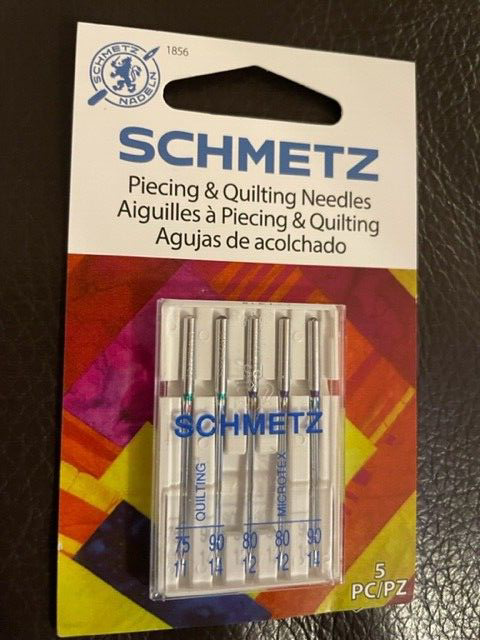 SCHMETZ
NADELN
1856
SCHMETZ
Piecing & Quilting Needles
Aiguilles à Piecing & Quilting
Agujas de acolchado
SCHMETZ
QUILTING
MICROTEX
75 90 80 80 90
11 14 12 12 14
5
PC/PZ